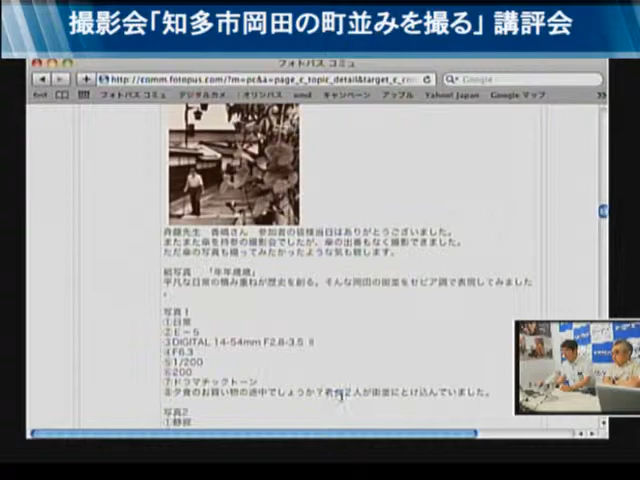 撮影会「知多市岡田の町並みを撮る」 講評会
フォトパス コミュ
http://comm.fotopus.com/?m=pc&a=page_c_topic_detail&target_c_co
Google
フォトパス コミュ デジタルカメ オリンパス キャンペーン アップル Yahoo! Japan Google マップ
斉藤先生 香嶋さん 参加者の皆様当日はありがとうございました。
またまた傘を持参の撮影会でしたが、傘の出番もなく撮影できました。
ただ傘の写真も撮ってみたかったような気も致します。
組写真 「年年歳歳」
平凡な日常の積み重ねが歴史を創る。そんな岡田の街並をセピア調で表現してみました
。
写真1
①日常
②E-5
③DIGITAL 14-54mm F2.8-3.5 Ⅱ
④F6.3
⑤1/200
⑥200
⑦ドラマチックトーン
⑧夕食のお買い物の途中でしょうか? 2人が街並にとけ込んでいました。
写真2
①静寂